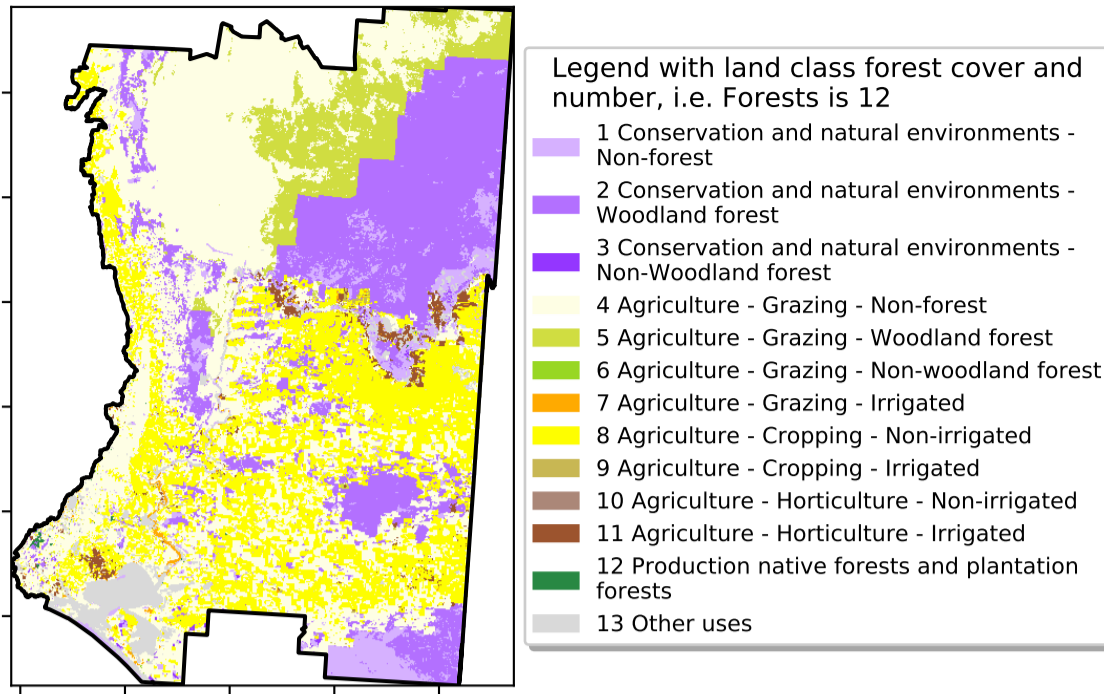 Legend with land class forest cover and
number, i.e. Forests is 12
1 Conservation and natural environments -
Non-forest
2 Conservation and natural environments -
Woodland forest
3 Conservation and natural environments -
Non-Woodland forest
4 Agriculture - Grazing - Non-forest
5 Agriculture - Grazing - Woodland forest
6 Agriculture - Grazing - Non-woodland forest
7 Agriculture - Grazing - Irrigated
8 Agriculture - Cropping - Non-irrigated
9 Agriculture - Cropping - Irrigated
10 Agriculture - Horticulture - Non-irrigated
11 Agriculture - Horticulture - Irrigated
12 Production native forests and plantation
forests
13 Other uses